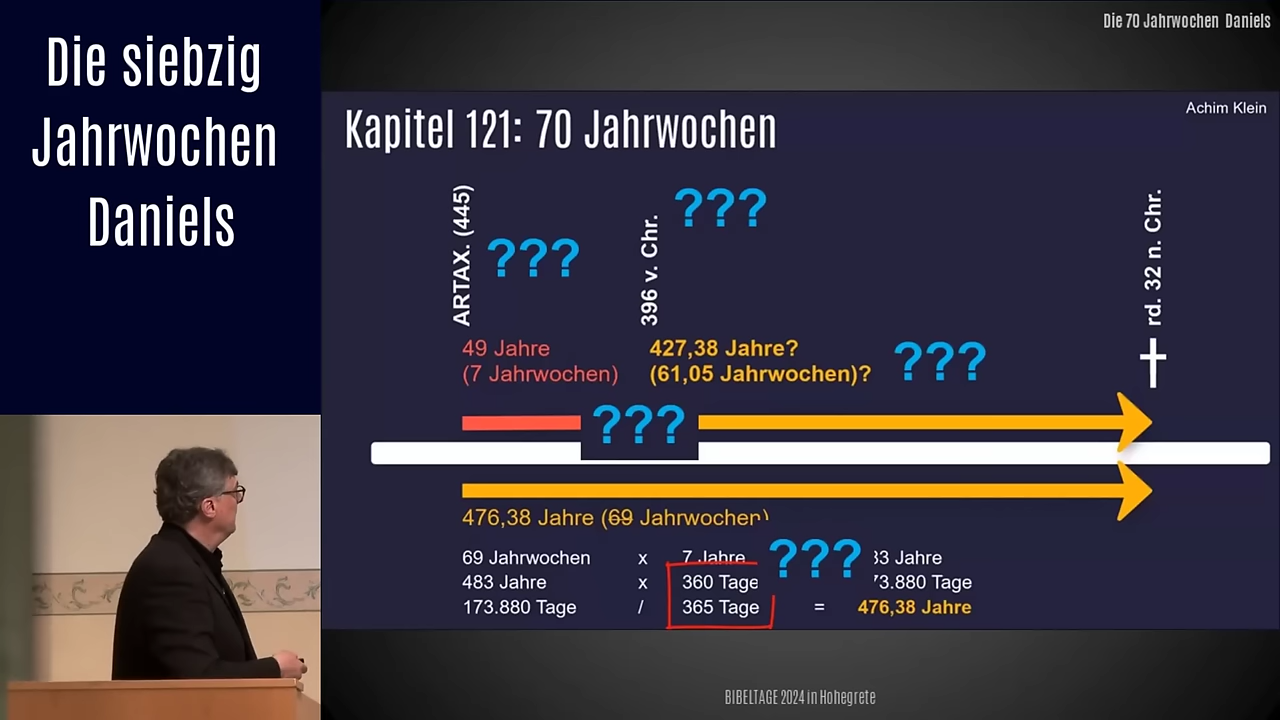 Die siebzig
Jahrwochen
Daniels
Die 70 Jahrwochen Daniels
Achim Klein
Kapitel 121: 70 Jahrwochen
ARTAX. (445)
???
396 v. Chr.
???
rd. 32 n. Chr.
49 Jahre
(7 Jahrwochen)
427,38 Jahre?
(61,05 Jahrwochen)?
???
???
476,38 Jahre (69 Jahrwochen)
69 Jahrwochen x 7 Jahre ??? 83 Jahre
483 Jahre x 360 Tage 73.880 Tage
173.880 Tage / 365 Tage = 476,38 Jahre
BIBELTAGE 2024 in Hohegrete